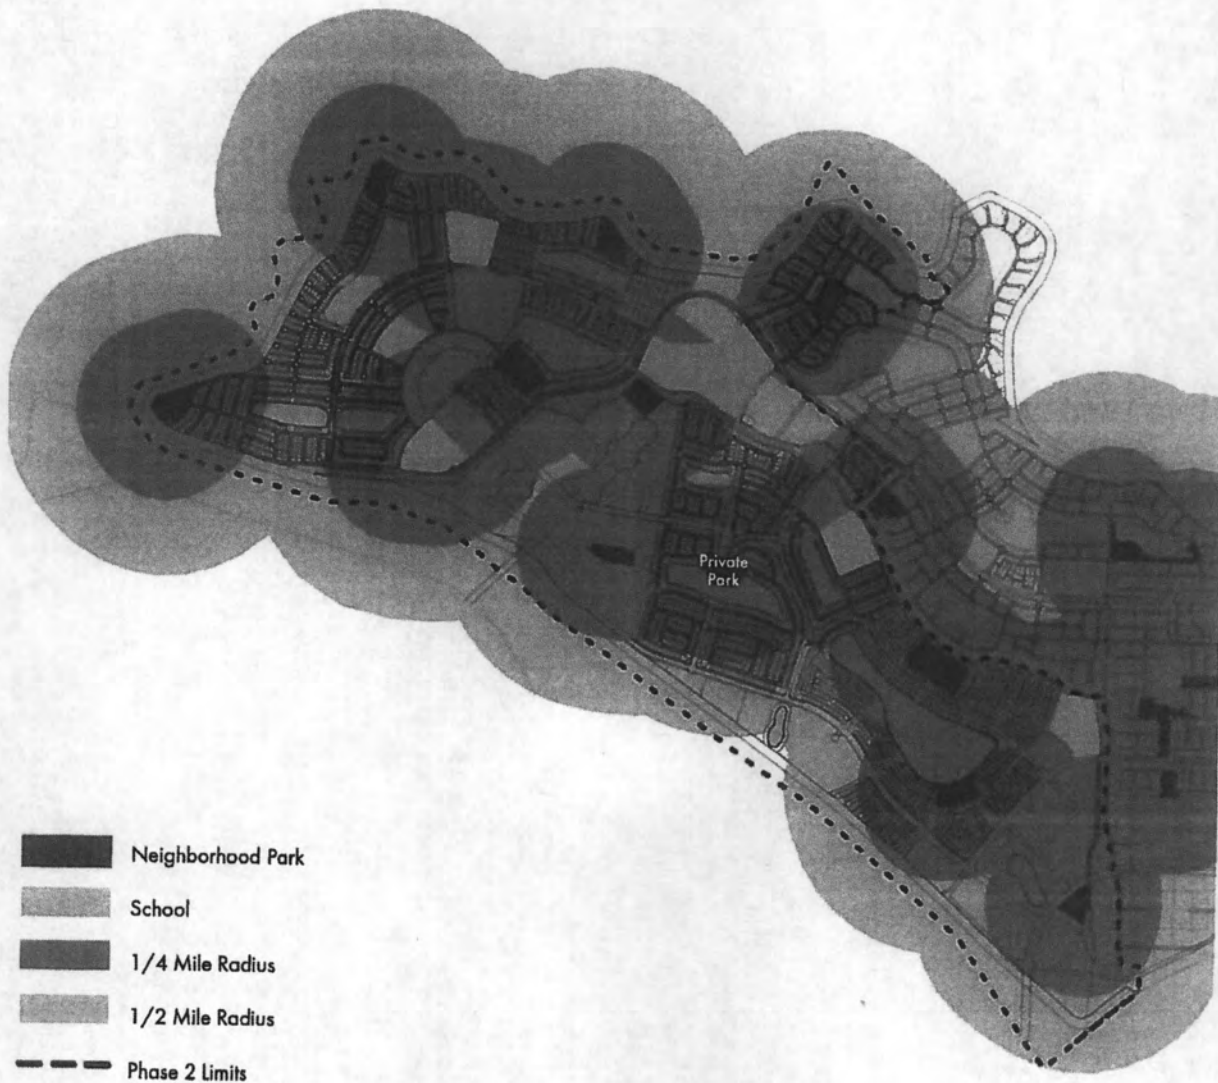 Private
Park
Neighborhood Park
School
1/4 Mile Radius
1/2 Mile Radius
Phase 2 Limits